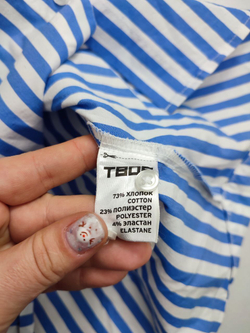 ТВОЕ
73% ХЛОПОК
COTTON
23% ПОЛИЭСТЕР
POLYESTER
4% ЭЛАСТАН
ELASTANE